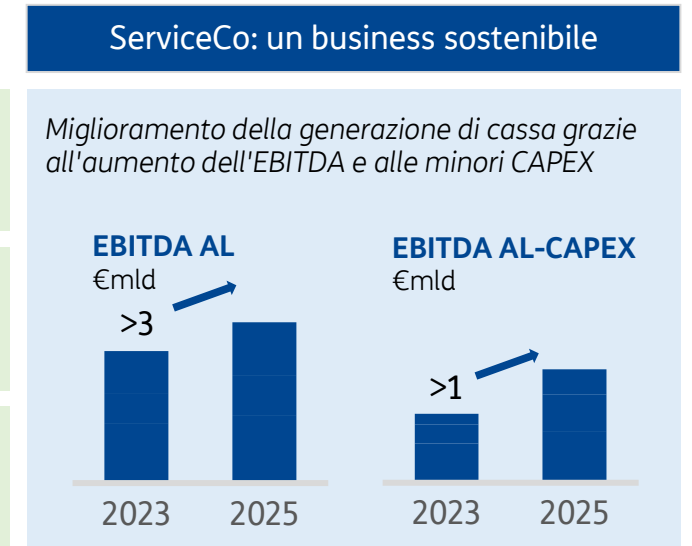 ServiceCo: un business sostenibile
Miglioramento della generazione di cassa grazie
all'aumento dell'EBITDA e alle minori CAPEX
EBITDA AL
€mld
>3
2023 2025
EBITDA AL-CAPEX
€mld
>1
2023 2025